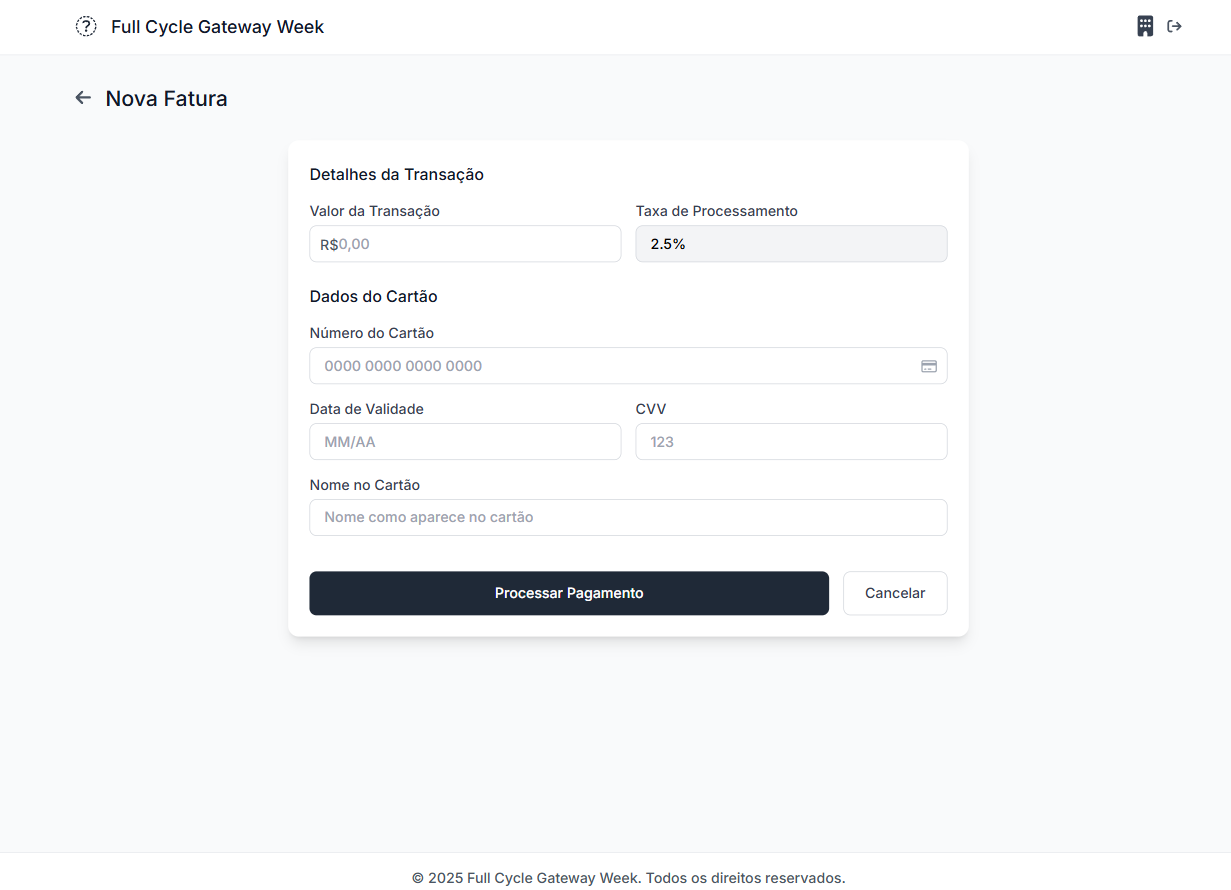 Full Cycle Gateway Week
Nova Fatura
Detalhes da Transação
Valor da Transação
Taxa de Processamento
R$0,00
2.5%
Dados do Cartão
Número do Cartão
0000 0000 0000 0000
Data de Validade
CVV
MM/AA
123
Nome no Cartão
Nome como aparece no cartão
Processar Pagamento
Cancelar
© 2025 Full Cycle Gateway Week. Todos os direitos reservados.